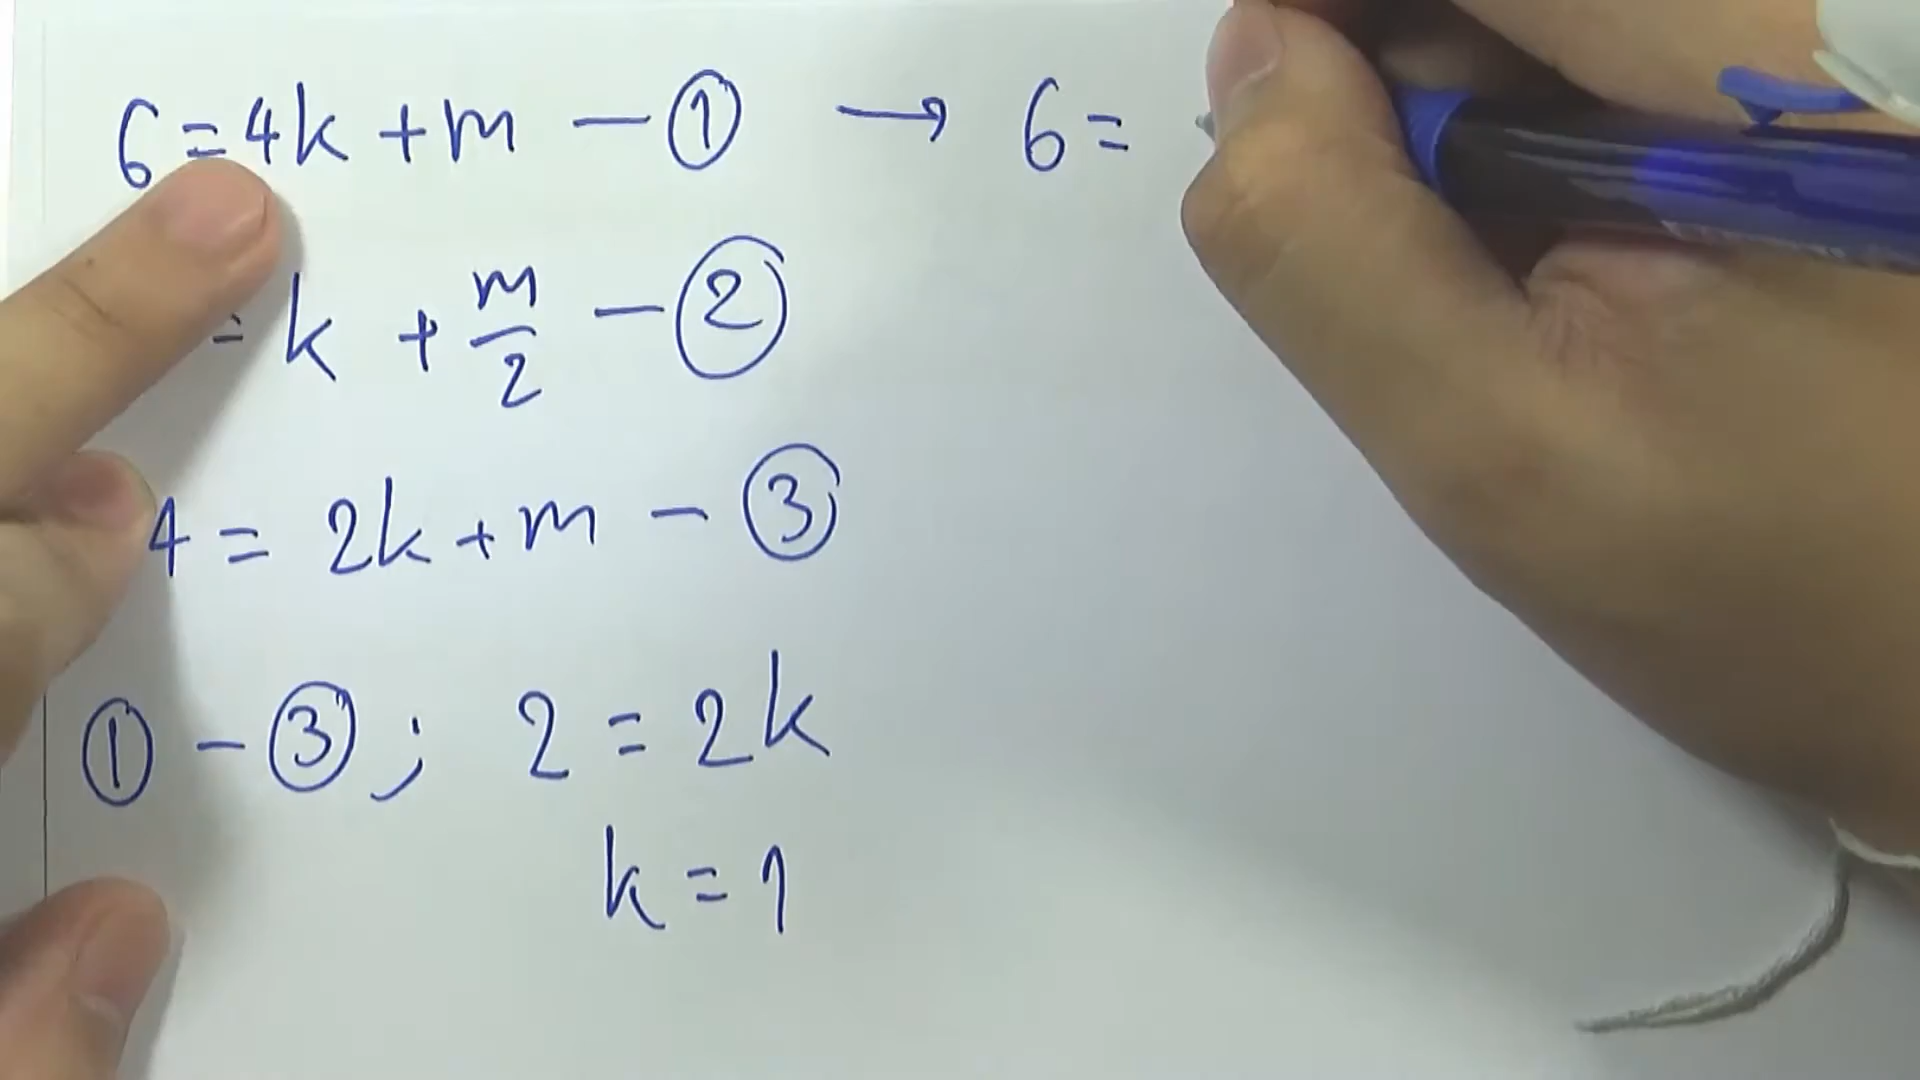 6 = 4k + m - ① → 6 =
= k + m/2 - ②
4 = 2k + m - ③
① - ③ ; 2 = 2k
k = 1